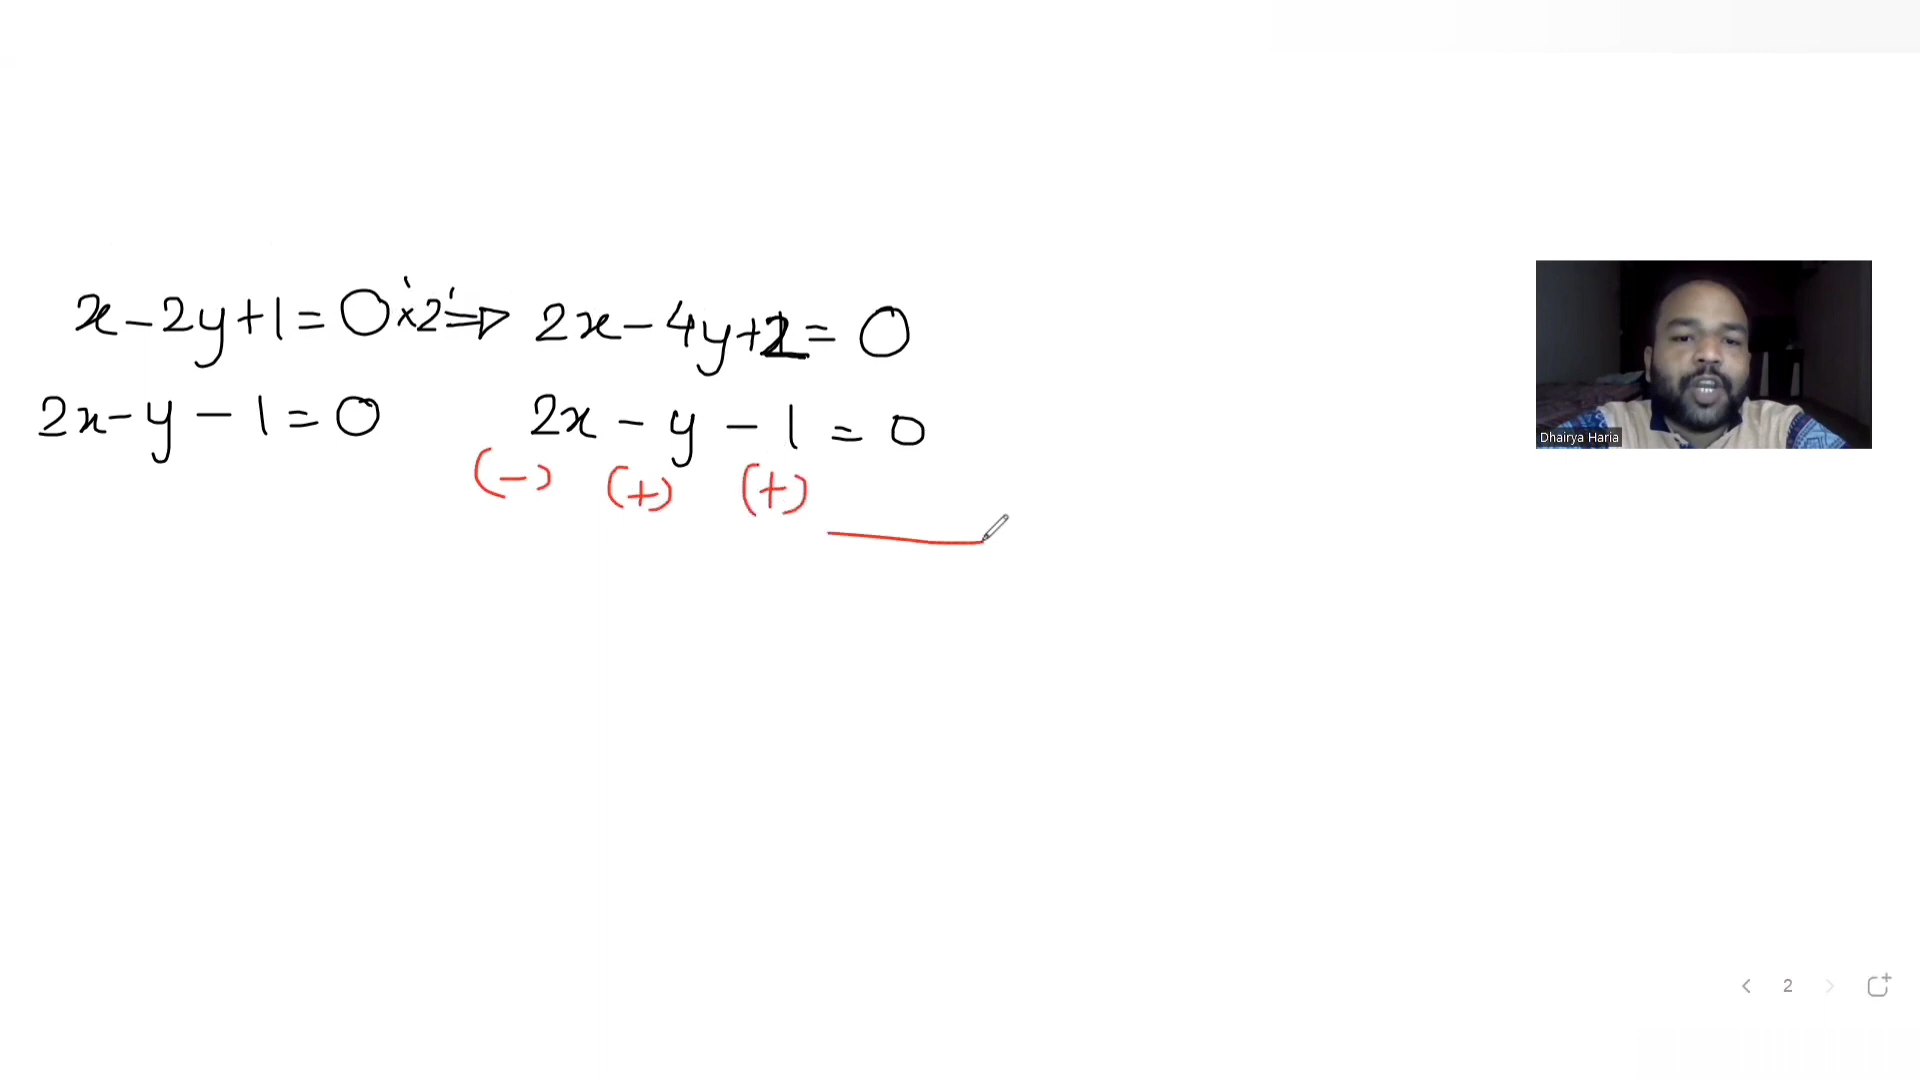 x-2y+1=0×2⇒ 2x-4y+2=0
2x-y-1=0 2x-y-1=0
(-) (+) (+)
Dhairya Haria
2